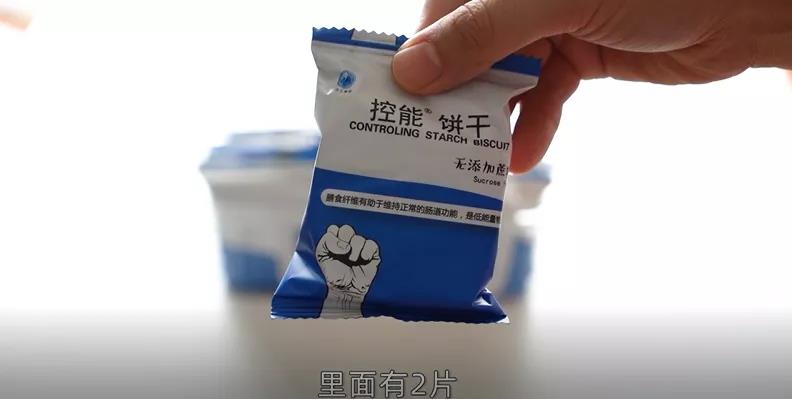 控能® 饼干
CONTROLING STARCH BISCUIT
无添加蔗
Sucrose
膳食纤维有助于维持正常的肠道功能，是低能量
里面有2片